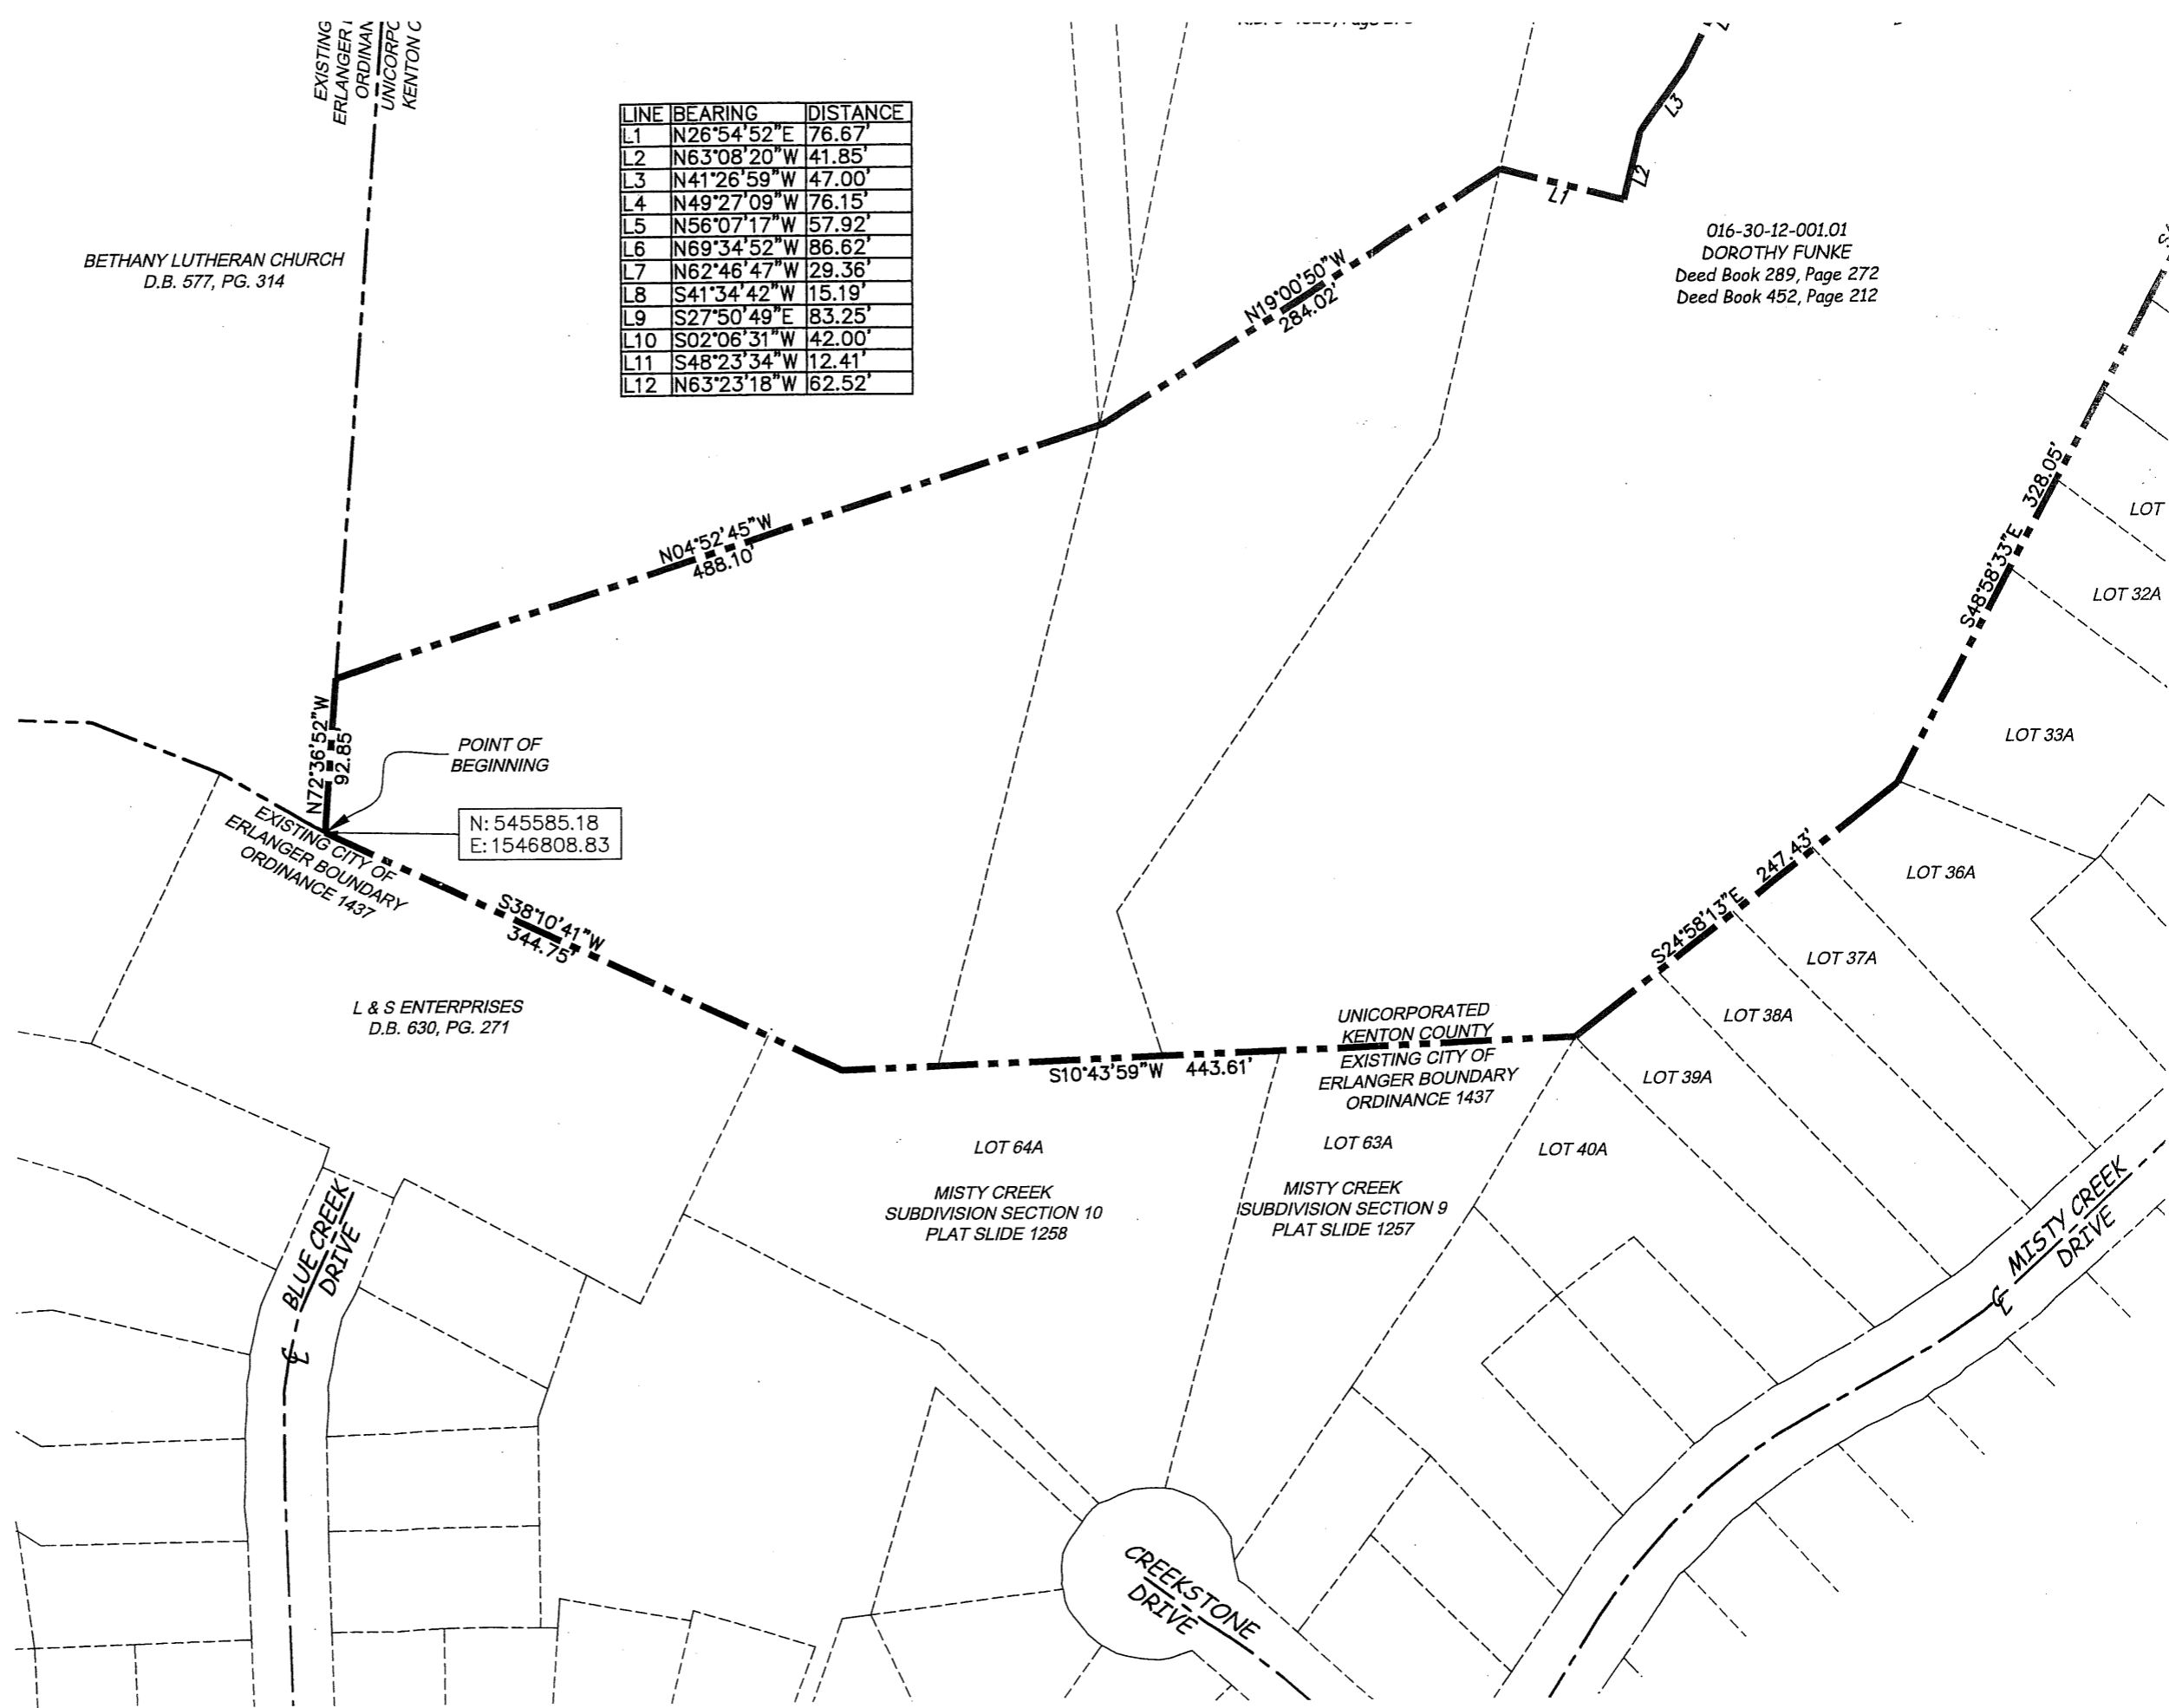 EXISTING
ERLANGER
ORDINAN
UNICORPO
KENTON C
LINE BEARING DISTANCE
L1 N26°54'52"E 76.67'
L2 N63°08'20"W 41.85'
L3 N41°26'59"W 47.00'
L4 N49°27'09"W 76.15'
L5 N56°07'17"W 57.92'
L6 N69°34'52"W 86.62'
L7 N62°46'47"W 29.36'
L8 S41°34'42"W 15.19'
L9 S27°50'49"E 83.25'
L10 S02°06'31"W 42.00'
L11 S48°23'34"W 12.41'
L12 N63°23'18"W 62.52'
L3
L2
L1
BETHANY LUTHERAN CHURCH
D.B. 577, PG. 314
016-30-12-001.01
DOROTHY FUNKE
Deed Book 289, Page 272
Deed Book 452, Page 212
N19°00'50"W
284.02'
N04°52'45"W
488.10'
S48°58'33"E 328.05'
LOT
LOT 32A
LOT 33A
N72°36'52"W
92.85'
POINT OF
BEGINNING
N: 545585.18
E: 1546808.83
EXISTING CITY OF
ERLANGER BOUNDARY
ORDINANCE 1437
S38°10'41"W
344.75'
S24°58'13"E 247.43'
LOT 36A
LOT 37A
LOT 38A
LOT 39A
LOT 40A
L & S ENTERPRISES
D.B. 630, PG. 271
UNICORPORATED
KENTON COUNTY
S10°43'59"W 443.61'
EXISTING CITY OF
ERLANGER BOUNDARY
ORDINANCE 1437
LOT 64A
MISTY CREEK
SUBDIVISION SECTION 10
PLAT SLIDE 1258
LOT 63A
MISTY CREEK
SUBDIVISION SECTION 9
PLAT SLIDE 1257
BLUE CREEK
DRIVE
MISTY CREEK
DRIVE
CREEKSTONE
DRIVE